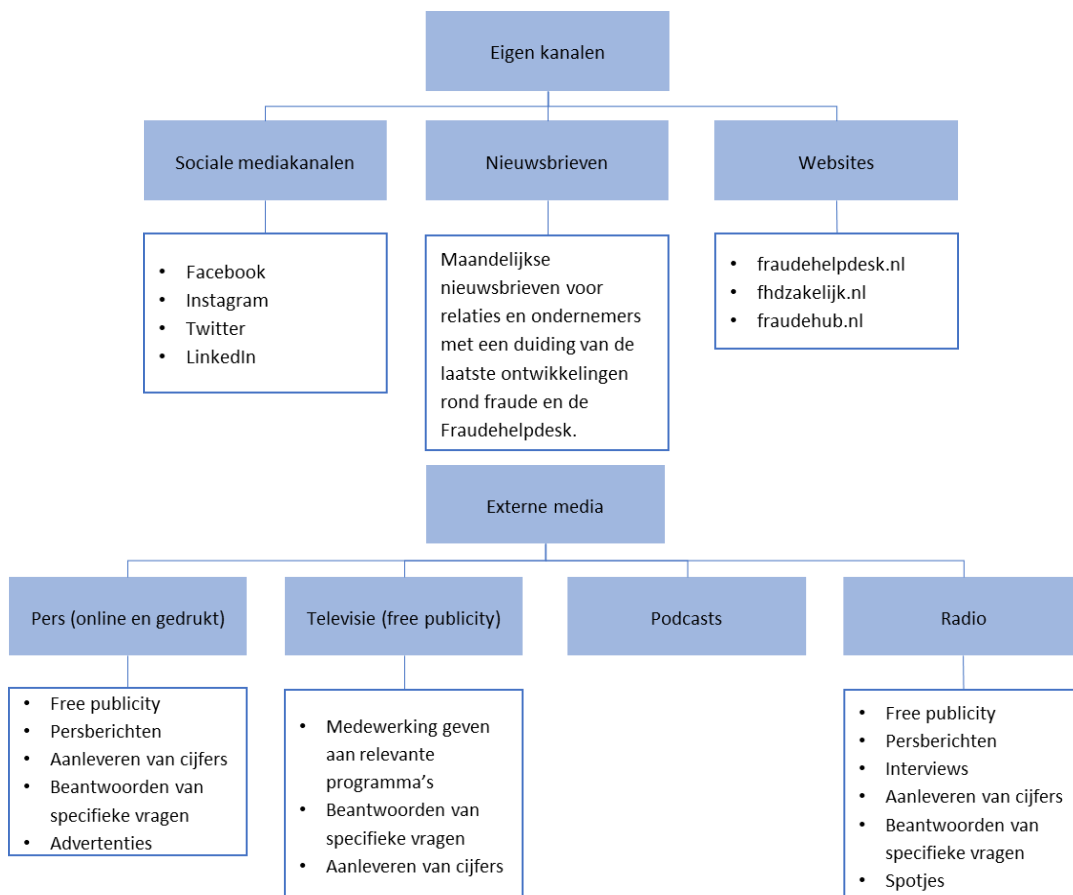 Eigen kanalen
Sociale mediakanalen
Nieuwsbrieven
Websites
• Facebook
• Instagram
• Twitter
• LinkedIn
Maandelijkse
nieuwsbrieven voor
relaties en ondernemers
met een duiding van de
laatste ontwikkelingen
rond fraude en de
Fraudehelpdesk.
• fraudehelpdesk.nl
• fhdzakelijk.nl
• fraudehub.nl
Externe media
Pers (online en gedrukt)
Televisie (free publicity)
Podcasts
Radio
• Free publicity
• Persberichten
• Aanleveren van cijfers
• Beantwoorden van
specifieke vragen
• Advertenties
• Medewerking geven
aan relevante
programma’s
• Beantwoorden van
specifieke vragen
• Aanleveren van cijfers
• Free publicity
• Persberichten
• Interviews
• Aanleveren van cijfers
• Beantwoorden van
specifieke vragen
• Spotjes